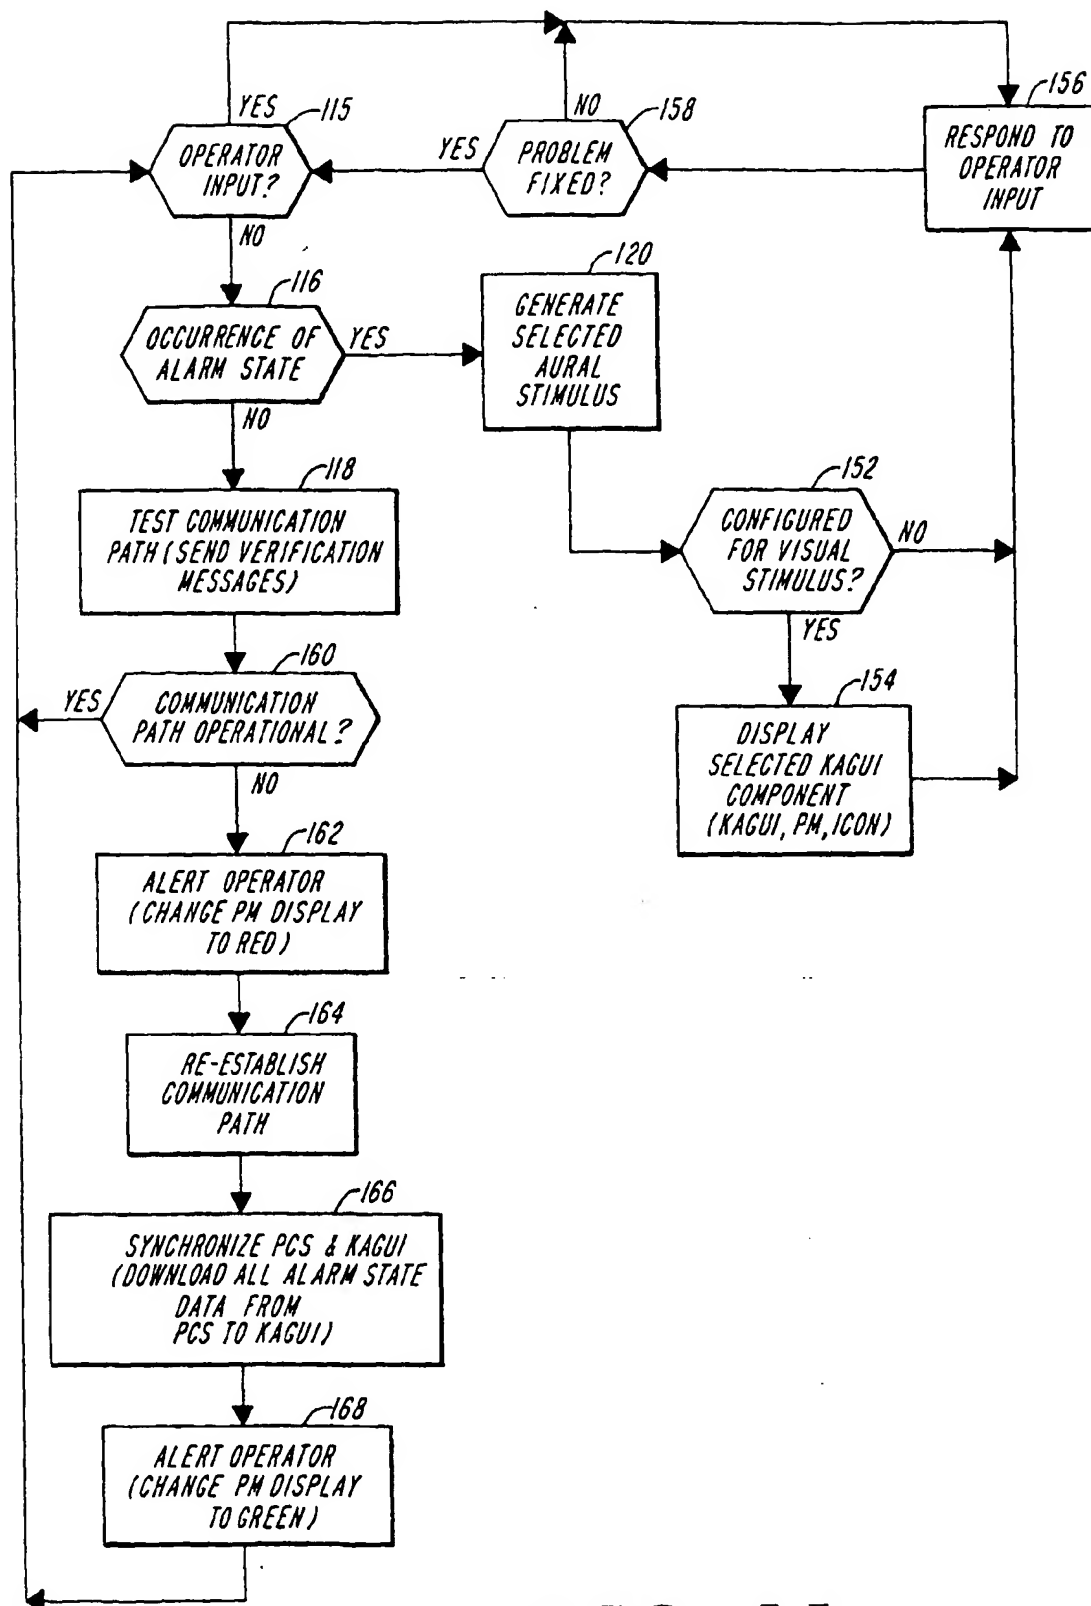 YES
115
OPERATOR
INPUT?
NO
YES
158
PROBLEM
FIXED?
NO
156
RESPOND TO
OPERATOR
INPUT
116
OCCURRENCE OF
ALARM STATE
YES
NO
120
GENERATE
SELECTED
AURAL
STIMULUS
118
TEST COMMUNICATION
PATH (SEND VERIFICATION
MESSAGES)
152
CONFIGURED
FOR VISUAL
STIMULUS?
NO
YES
160
YES
COMMUNICATION
PATH OPERATIONAL?
NO
154
DISPLAY
SELECTED KAGUI
COMPONENT
(KAGUI, PM, ICON)
162
ALERT OPERATOR
(CHANGE PM DISPLAY
TO RED)
164
RE-ESTABLISH
COMMUNICATION
PATH
166
SYNCHRONIZE PCS & KAGUI
(DOWNLOAD ALL ALARM STATE
DATA FROM
PCS TO KAGUI)
168
ALERT OPERATOR
(CHANGE PM DISPLAY
TO GREEN)